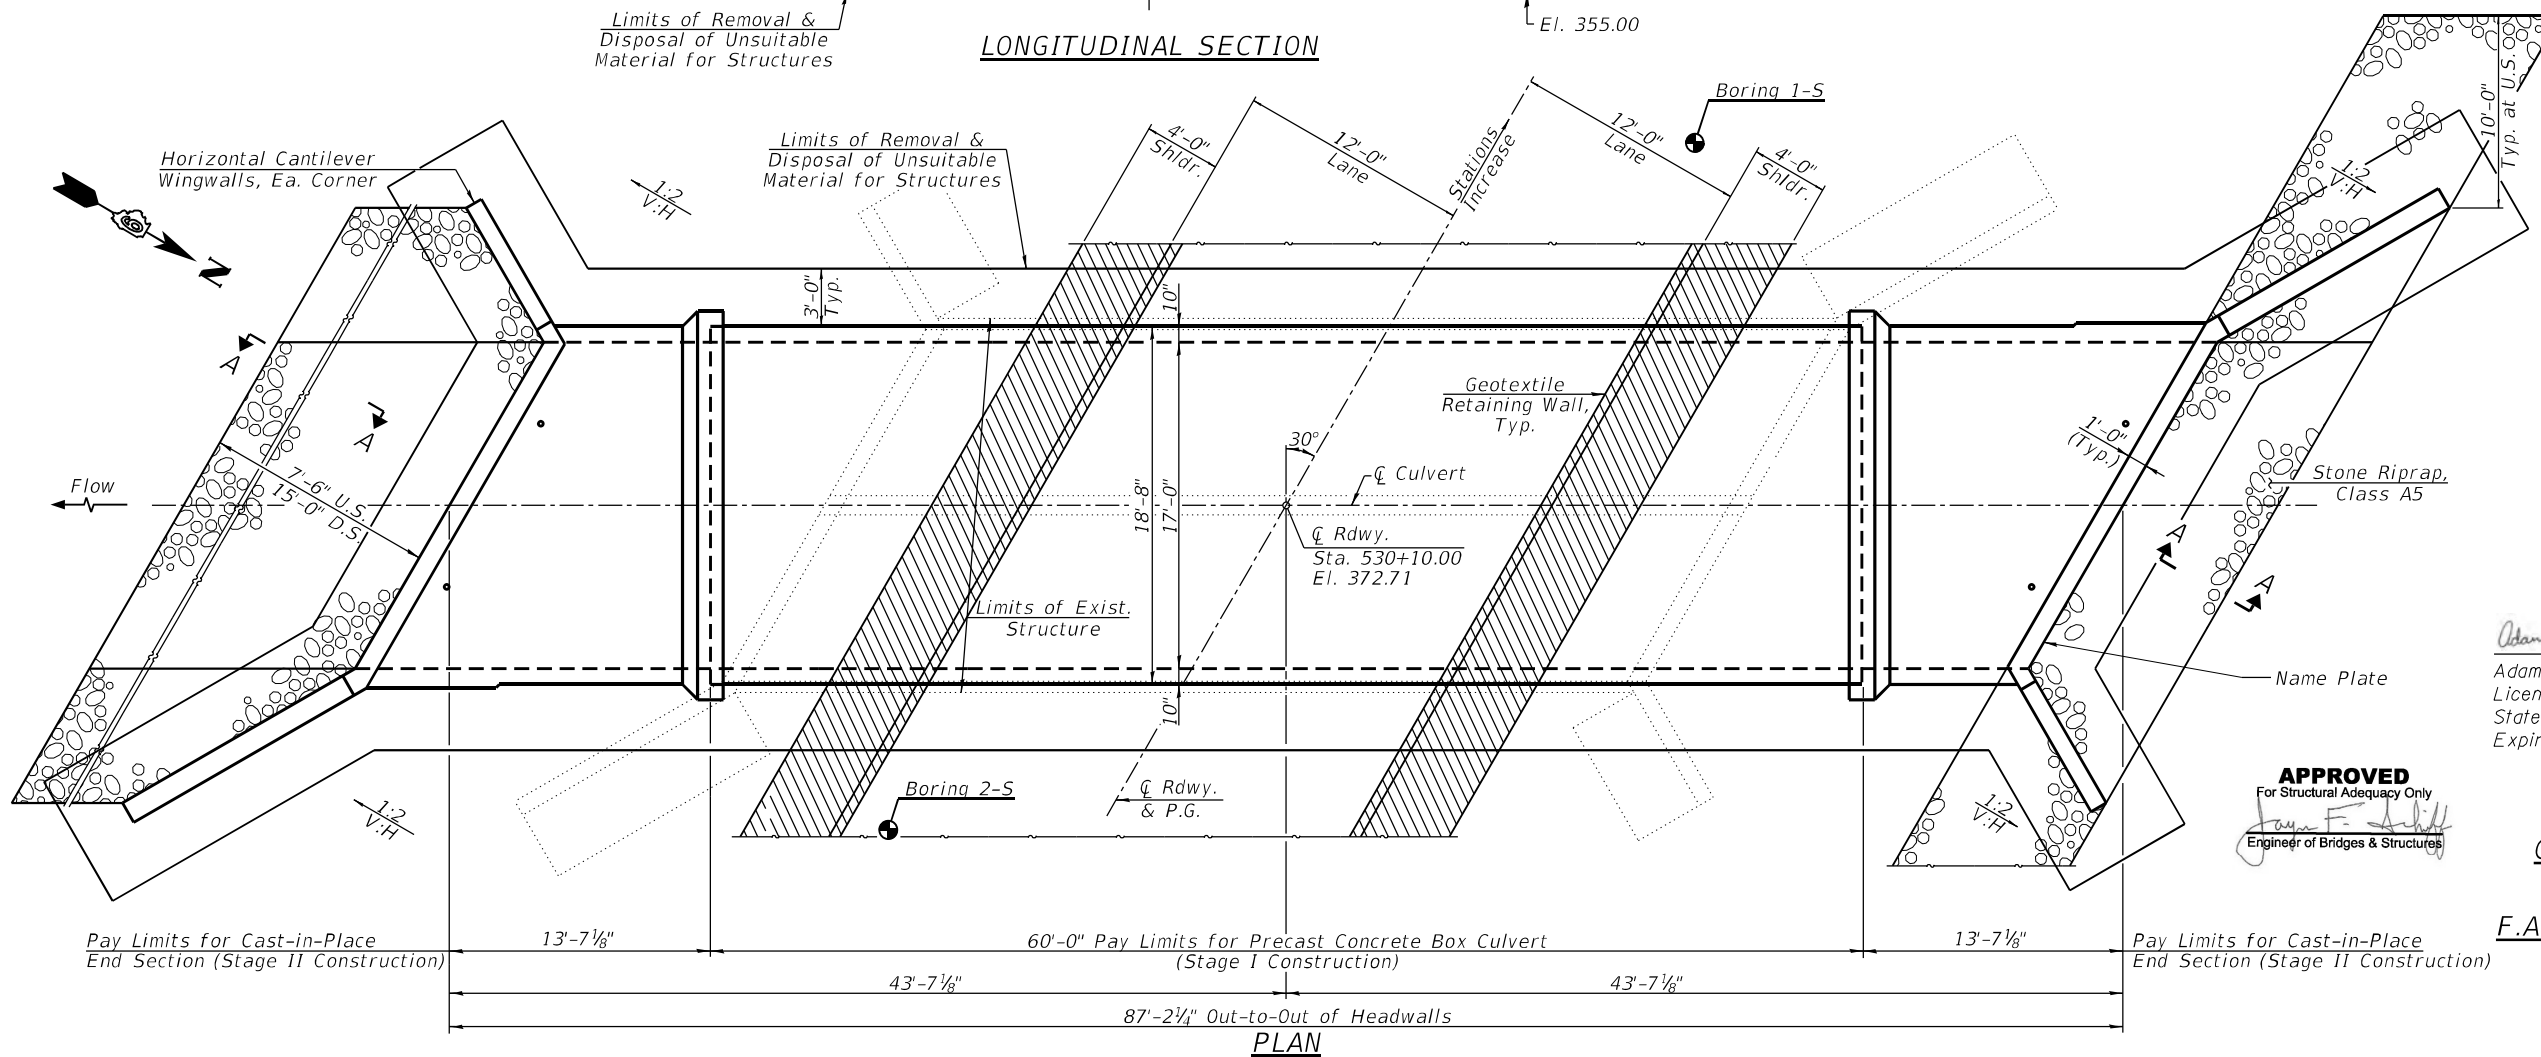 Limits of Removal &
Disposal of Unsuitable
Material for Structures
LONGITUDINAL SECTION
El. 355.00
Boring 1-S
Horizontal Cantilever
Wingwalls, Ea. Corner
1:2
V:H
Limits of Removal &
Disposal of Unsuitable
Material for Structures
4'-0"
Shldr.
12'-0"
Lane
Stations
Increase
12'-0"
Lane
4'-0"
Shldr.
1:2
V:H
10'-0"
Typ. at U.S.
N
3'-0"
Typ.
10"
A
A
Geotextile
Retaining Wall,
Typ.
30°
℄ Culvert
1'-0"
(Typ.)
Flow
7'-6" U.S.
15'-0" D.S.
18'-8"
17'-0"
Stone Riprap,
Class A5
℄ Rdwy.
Sta. 530+10.00
El. 372.71
A
A
Limits of Exist.
Structure
Name Plate
Adam
Licen
State
Expir
10"
1:2
V:H
Boring 2-S
℄ Rdwy.
& P.G.
1:2
V:H
APPROVED
For Structural Adequacy Only
Engineer of Bridges & Structures
F.A
Pay Limits for Cast-in-Place
End Section (Stage II Construction)
13'-7⅛"
60'-0" Pay Limits for Precast Concrete Box Culvert
(Stage I Construction)
13'-7⅛"
Pay Limits for Cast-in-Place
End Section (Stage II Construction)
43'-7⅛"
43'-7⅛"
87'-2¼" Out-to-Out of Headwalls
PLAN